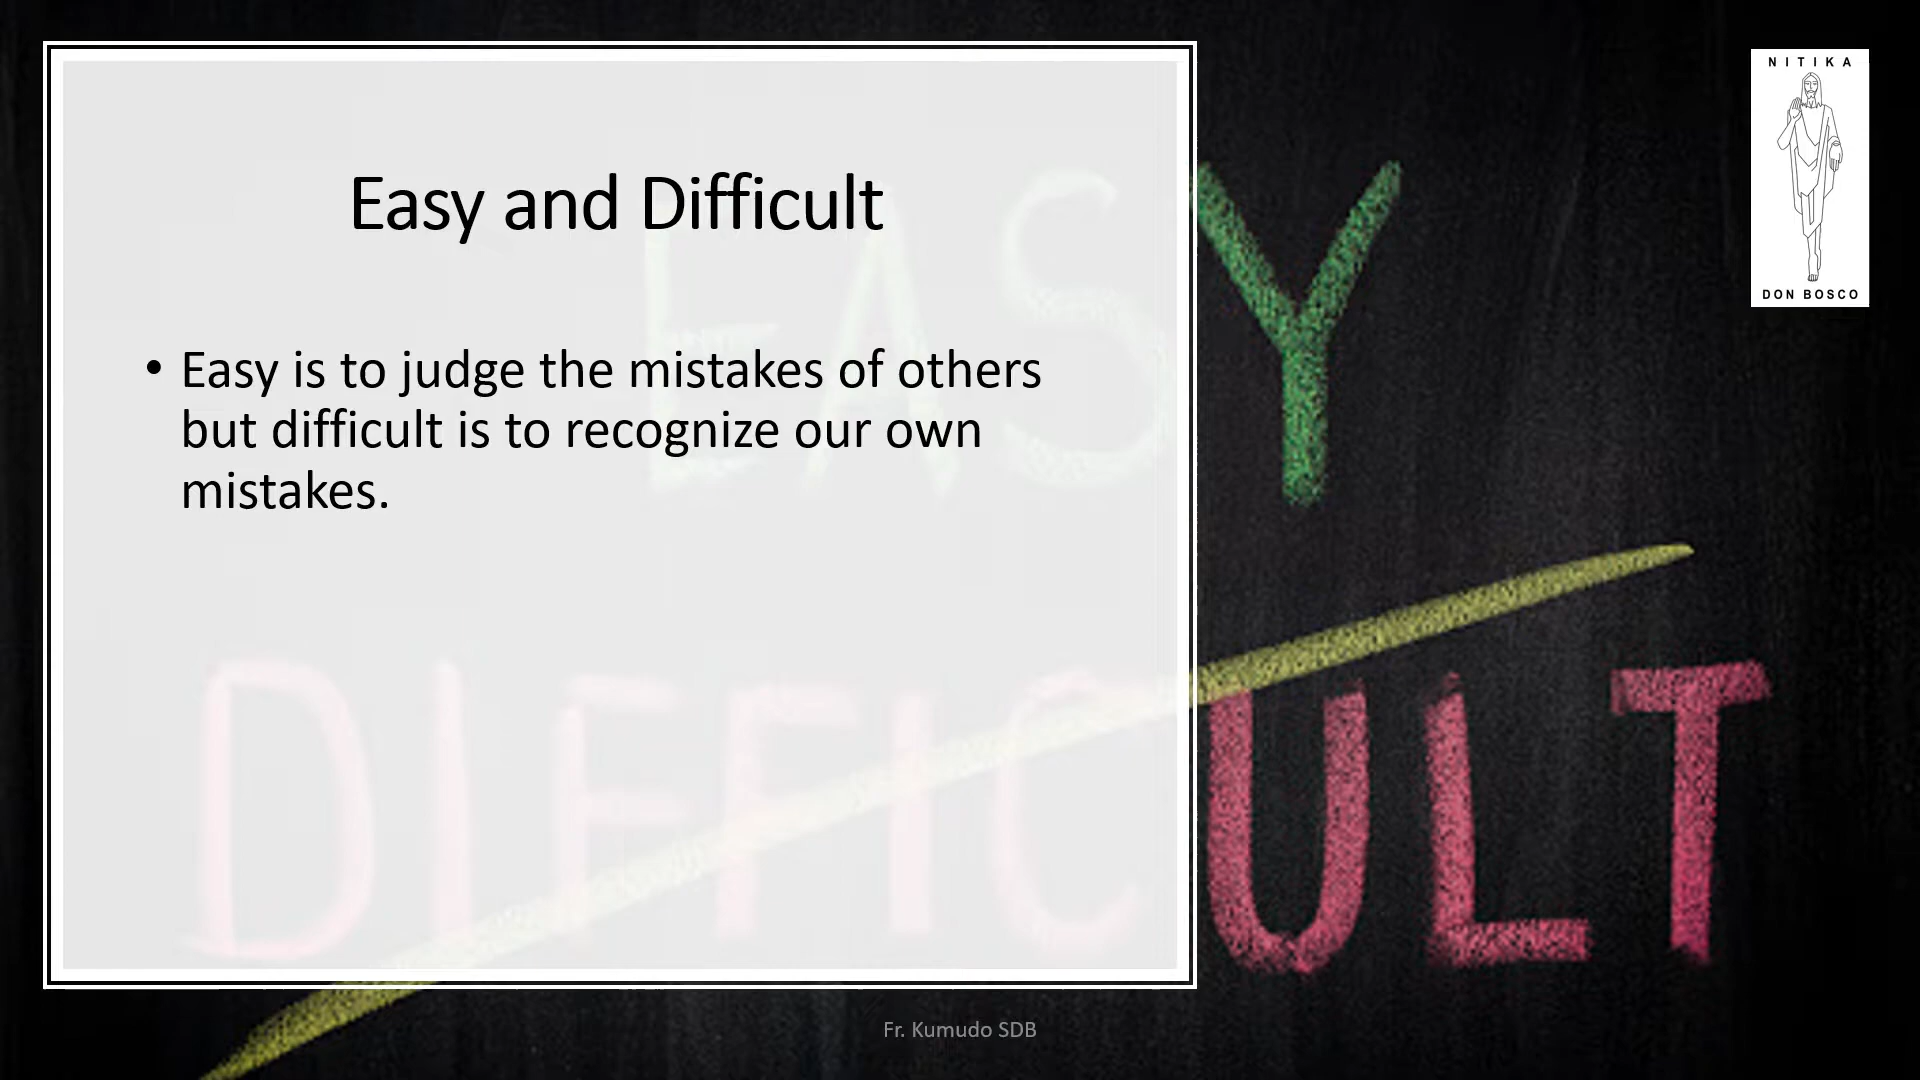 Easy and Difficult
• Easy is to judge the mistakes of others
but difficult is to recognize our own
mistakes.
EASY
DIFFICULT
NITIKA
DON BOSCO
Fr. Kumudo SDB